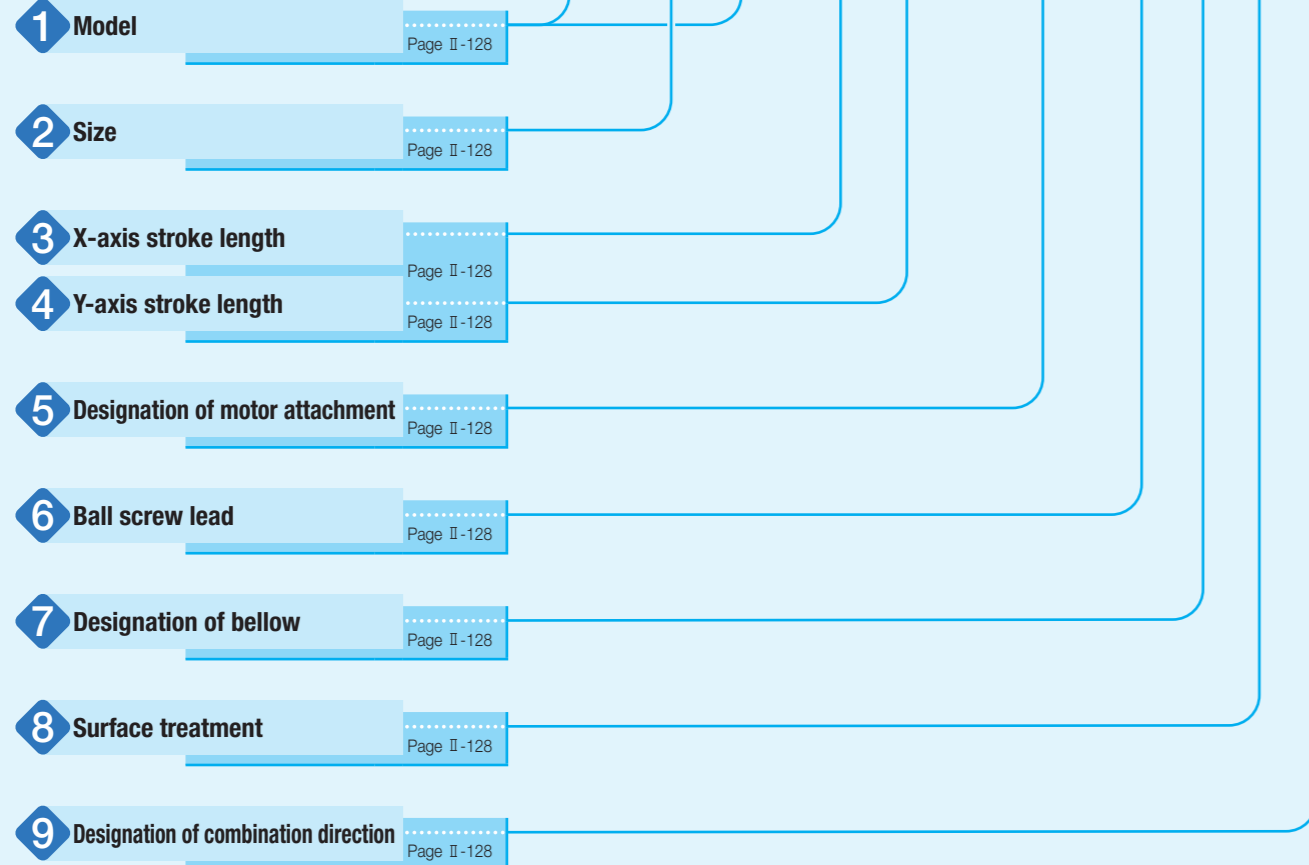 1 Model
Page Ⅱ-128
2 Size
Page Ⅱ-128
3 X-axis stroke length
Page Ⅱ-128
4 Y-axis stroke length
Page Ⅱ-128
5 Designation of motor attachment
Page Ⅱ-128
6 Ball screw lead
Page Ⅱ-128
7 Designation of bellow
Page Ⅱ-128
8 Surface treatment
Page Ⅱ-128
9 Designation of combination direction
Page Ⅱ-128